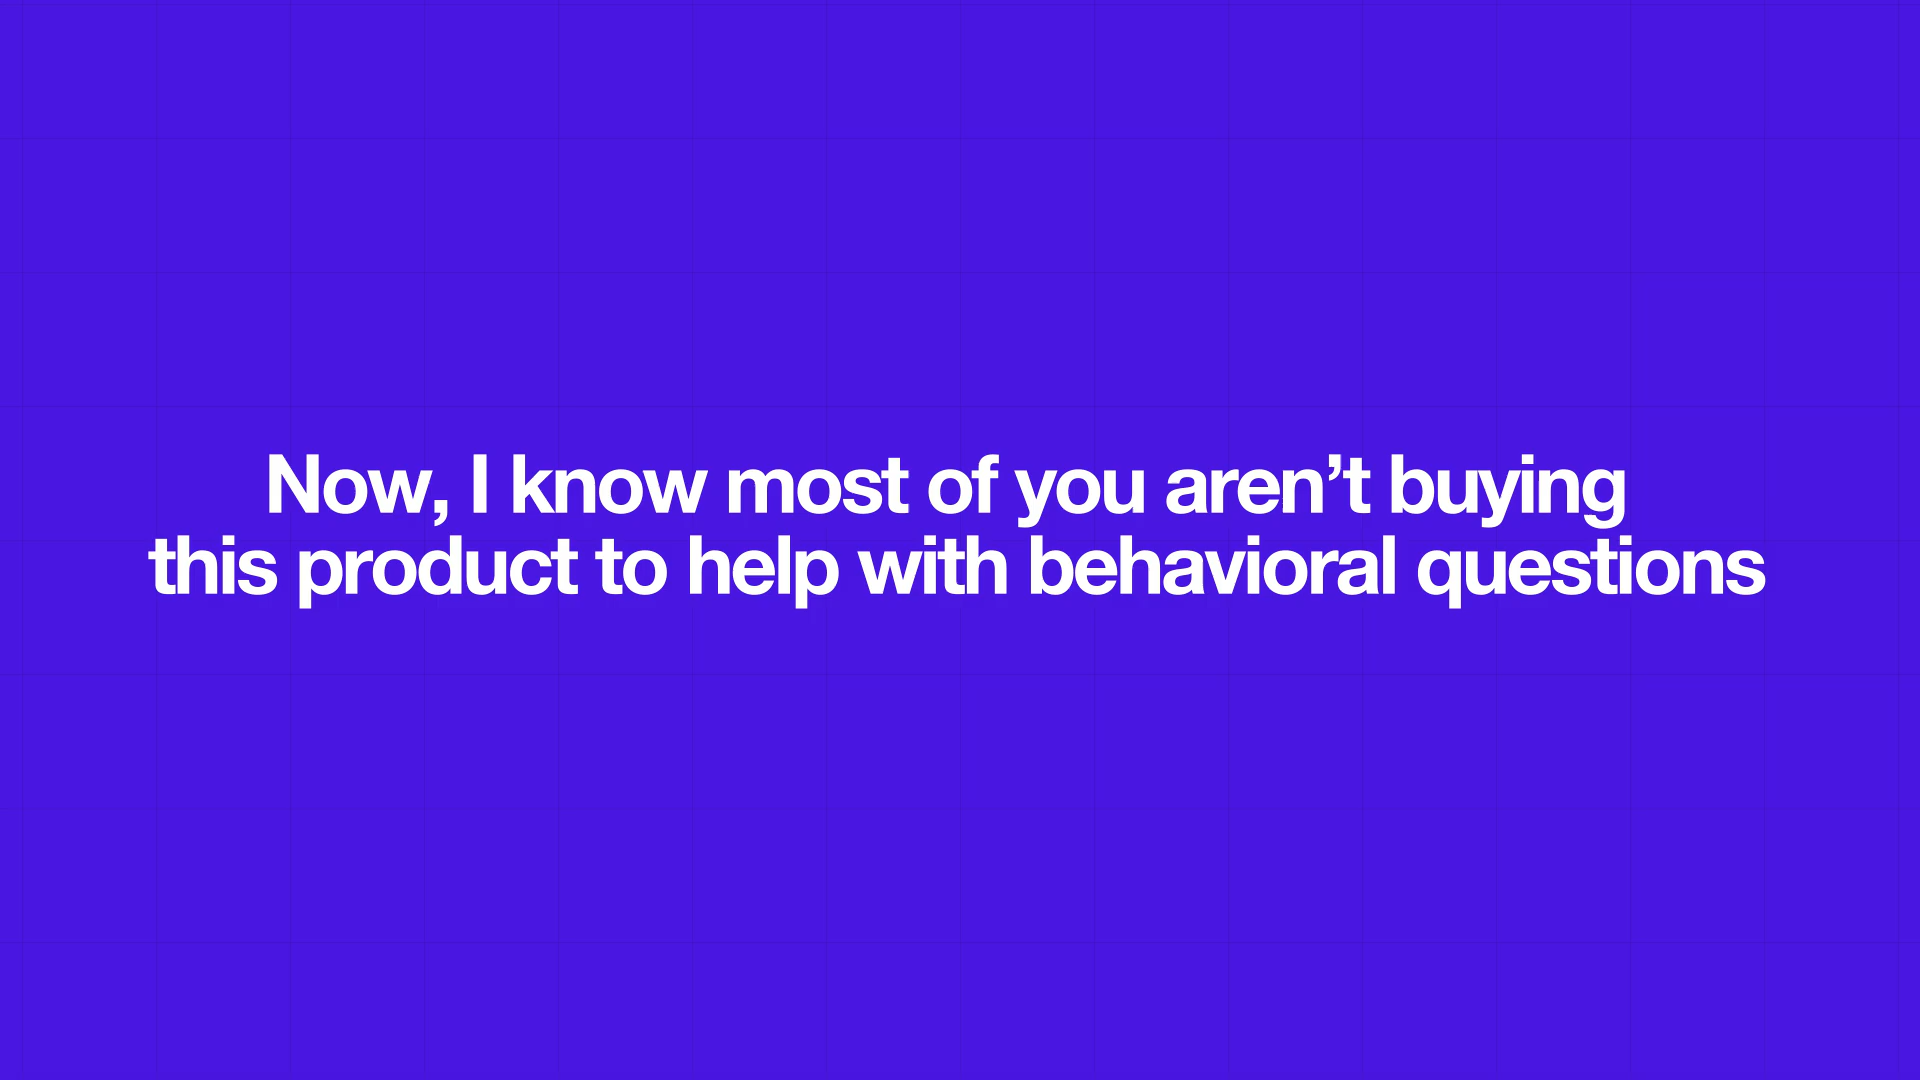 Now, I know most of you aren’t buying
this product to help with behavioral questions